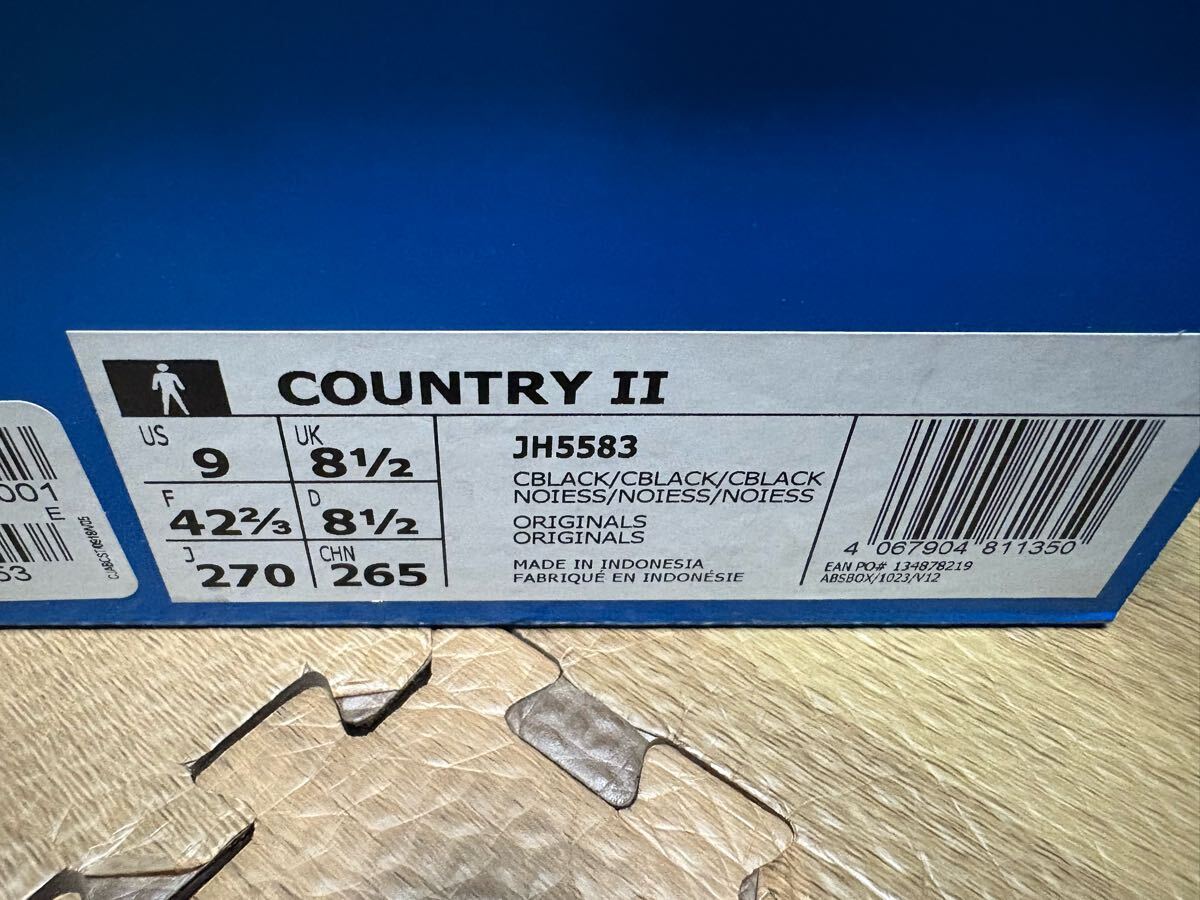 COUNTRY II
US 9
UK 8½
F 42⅔
D 8½
J 270
CHN 265
JH5583
CBLACK/CBLACK/CBLACK
NOIESS/NOIESS/NOIESS
ORIGINALS
ORIGINALS
MADE IN INDONESIA
FABRIQUÉ EN INDONÉSIE
4 067904 811350
EAN PO# 134878219
ABSBOX/1023/V12
001
E
53